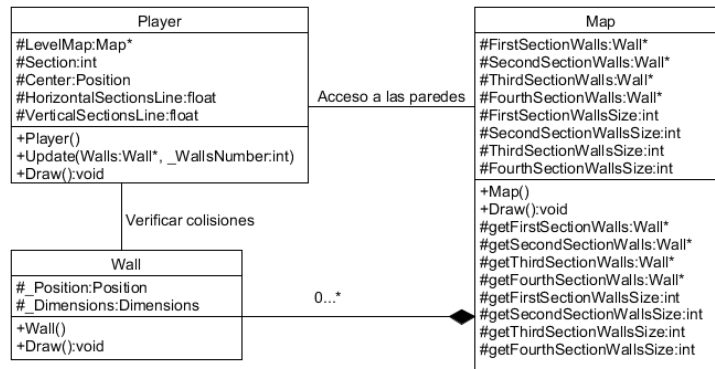 Player
#LevelMap:Map*
#Section:int
#Center:Position
#HorizontalSectionsLine:float
#VerticalSectionsLine:float
+Player()
+Update(Walls:Wall*, _WallsNumber:int)
+Draw():void
Acceso a las paredes
Map
#FirstSectionWalls:Wall*
#SecondSectionWalls:Wall*
#ThirdSectionWalls:Wall*
#FourthSectionWalls:Wall*
#FirstSectionWallsSize:int
#SecondSectionWallsSize:int
#ThirdSectionWallsSize:int
#FourthSectionWallsSize:int
+Map()
+Draw():void
#getFirstSectionWalls:Wall*
#getSecondSectionWalls:Wall*
#getThirdSectionWalls:Wall*
#getFourthSectionWalls:Wall*
#getFirstSectionWallsSize:int
#getSecondSectionWallsSize:int
#getThirdSectionWallsSize:int
#getFourthSectionWallsSize:int
Verificar colisiones
Wall
#_Position:Position
#_Dimensions:Dimensions
+Wall()
+Draw():void
0...*